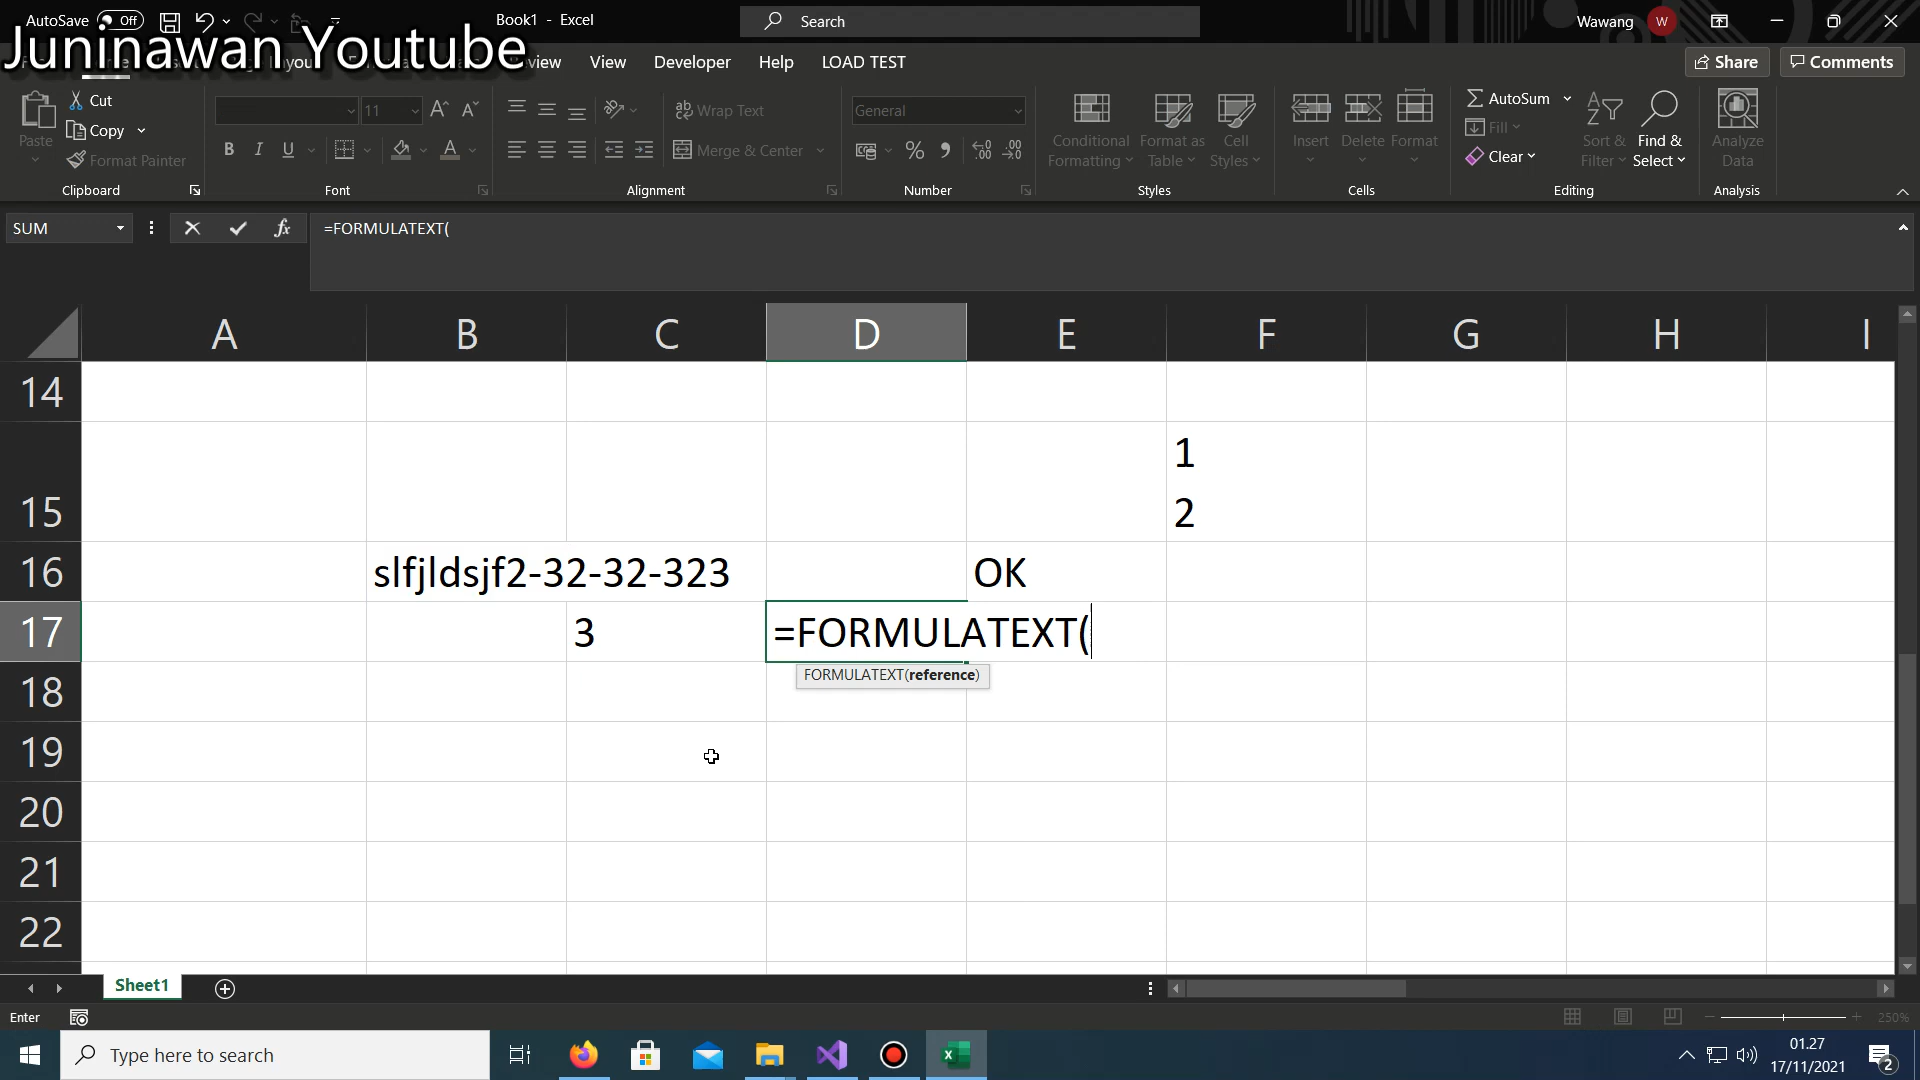 AutoSave Off
Book1 - Excel
Search
Wawang W
Juninawan Youtube
View
Developer
Help
LOAD TEST
Share
Comments
Paste
Cut
Copy
Format Painter
Clipboard
11
B I U
Font
Wrap Text
Merge & Center
Alignment
General
Number
Conditional
Formatting
Format as
Table
Cell
Styles
Styles
Insert
Delete
Format
Cells
AutoSum
Fill
Clear
Sort &
Filter
Find &
Select
Editing
Analyze
Data
Analysis
SUM
fx
=FORMULATEXT(
A B C D E F G H I
14
1
15 2
16 slfjldsjf2-32-32-323 OK
17 3 =FORMULATEXT(
FORMULATEXT(reference)
18
19
20
21
22
Sheet1
Enter
250%
Type here to search
01.27
17/11/2021
2